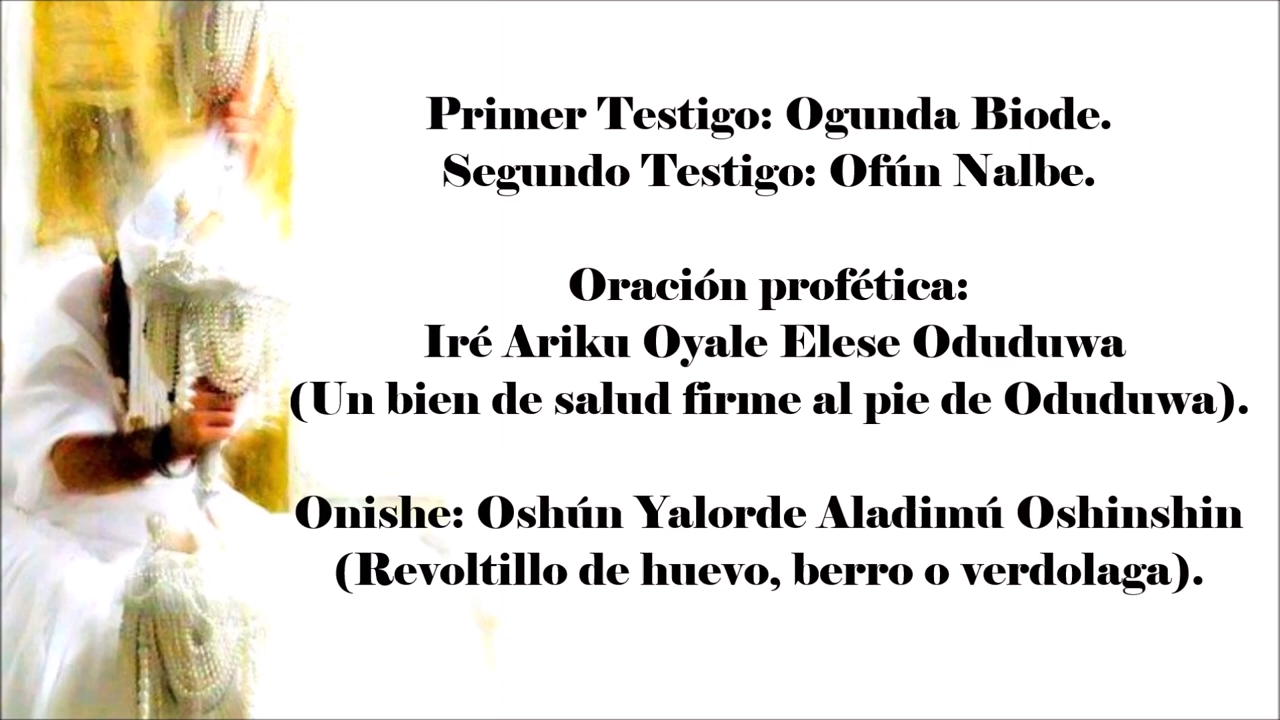 Primer Testigo: Ogunda Biode.
Segundo Testigo: Ofún Nalbe.
Oración profética:
Iré Ariku Oyale Elese Oduduwa
(Un bien de salud firme al pie de Oduduwa).
Onishe: Oshún Yalorde Aladimú Oshinshin
(Revoltillo de huevo, berro o verdolaga).